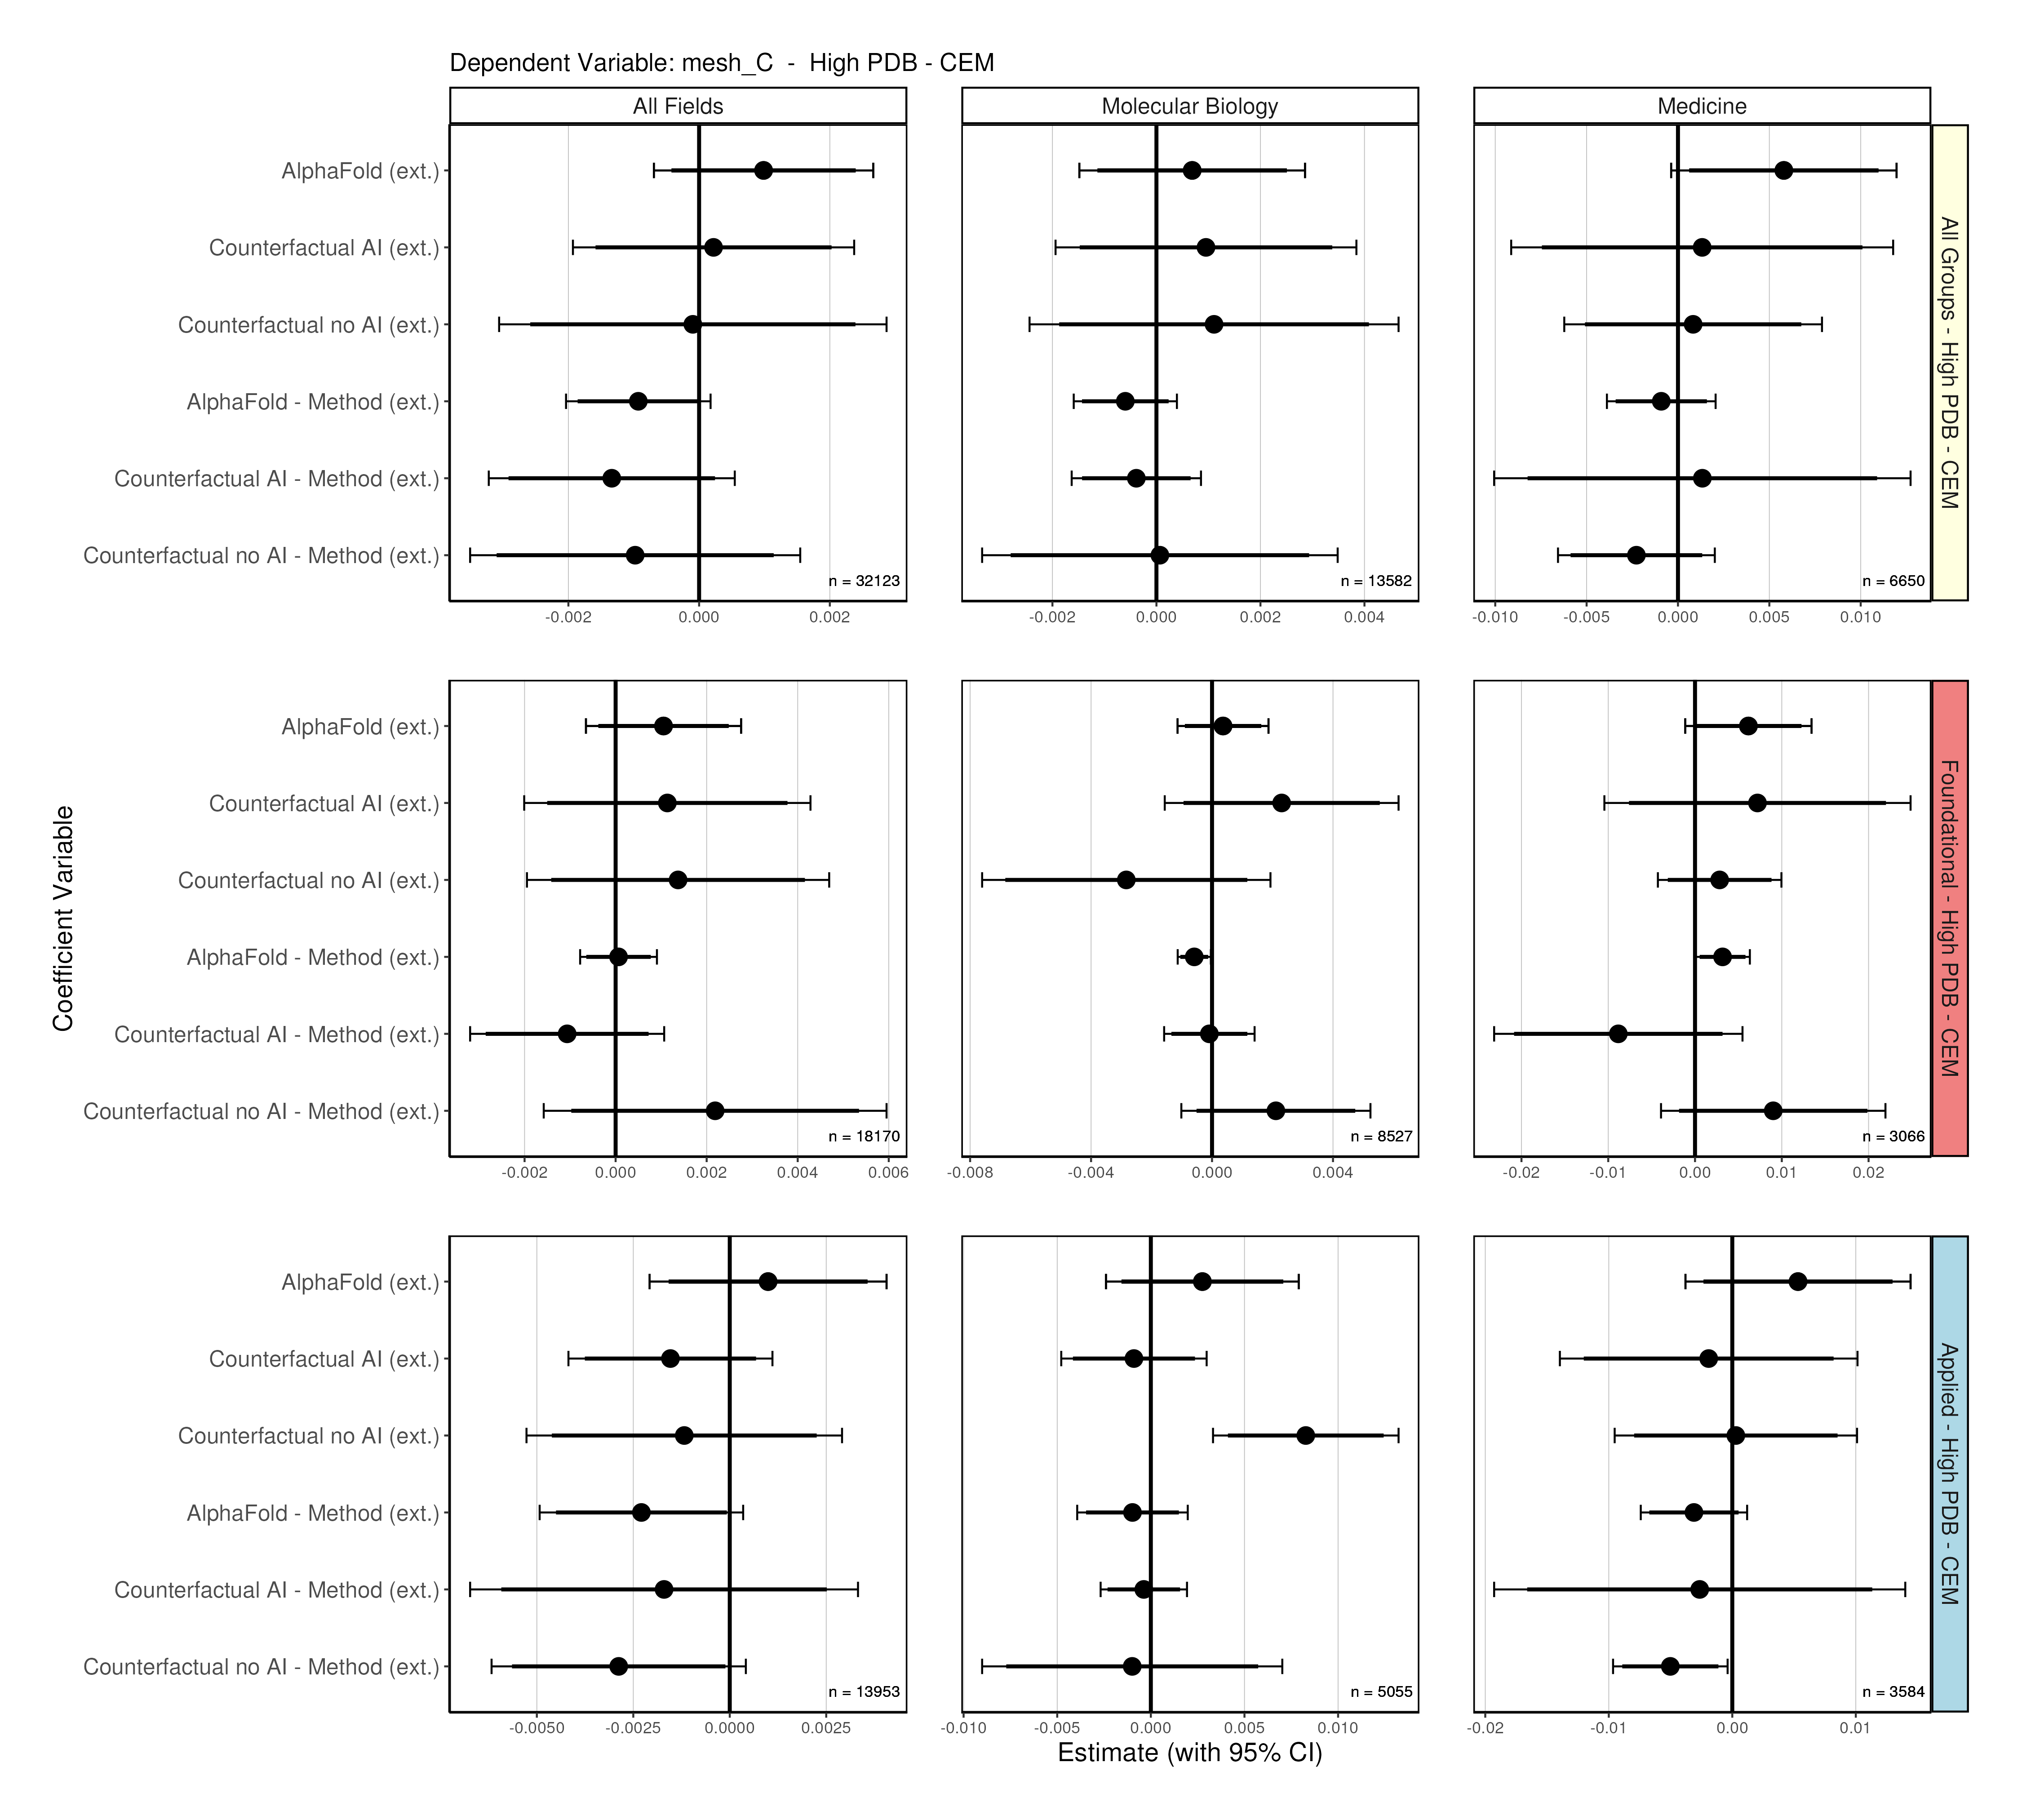 Dependent Variable: mesh_C - High PDB - CEM
All Fields
Molecular Biology
Medicine
AlphaFold (ext.)
Counterfactual AI (ext.)
Counterfactual no AI (ext.)
AlphaFold - Method (ext.)
Counterfactual AI - Method (ext.)
Counterfactual no AI - Method (ext.)
n = 32123
n = 13582
n = 6650
-0.002 0.000 0.002
-0.002 0.000 0.002 0.004
-0.010 -0.005 0.000 0.005 0.010
All Groups - High PDB - CEM
Coefficient Variable
AlphaFold (ext.)
Counterfactual AI (ext.)
Counterfactual no AI (ext.)
AlphaFold - Method (ext.)
Counterfactual AI - Method (ext.)
Counterfactual no AI - Method (ext.)
n = 18170
n = 8527
n = 3066
-0.002 0.000 0.002 0.004 0.006
-0.008 -0.004 0.000 0.004
-0.02 -0.01 0.00 0.01 0.02
Foundational - High PDB - CEM
AlphaFold (ext.)
Counterfactual AI (ext.)
Counterfactual no AI (ext.)
AlphaFold - Method (ext.)
Counterfactual AI - Method (ext.)
Counterfactual no AI - Method (ext.)
n = 13953
n = 5055
n = 3584
-0.0050 -0.0025 0.0000 0.0025
-0.010 -0.005 0.000 0.005 0.010
-0.02 -0.01 0.00 0.01
Applied - High PDB - CEM
Estimate (with 95% CI)